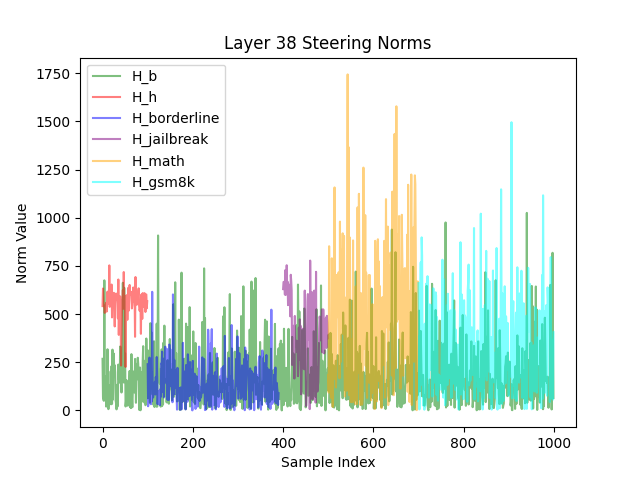 Layer 38 Steering Norms
Norm Value
1750
1500
1250
1000
750
500
250
0
H_b
H_h
H_borderline
H_jailbreak
H_math
H_gsm8k
0 200 400 600 800 1000
Sample Index